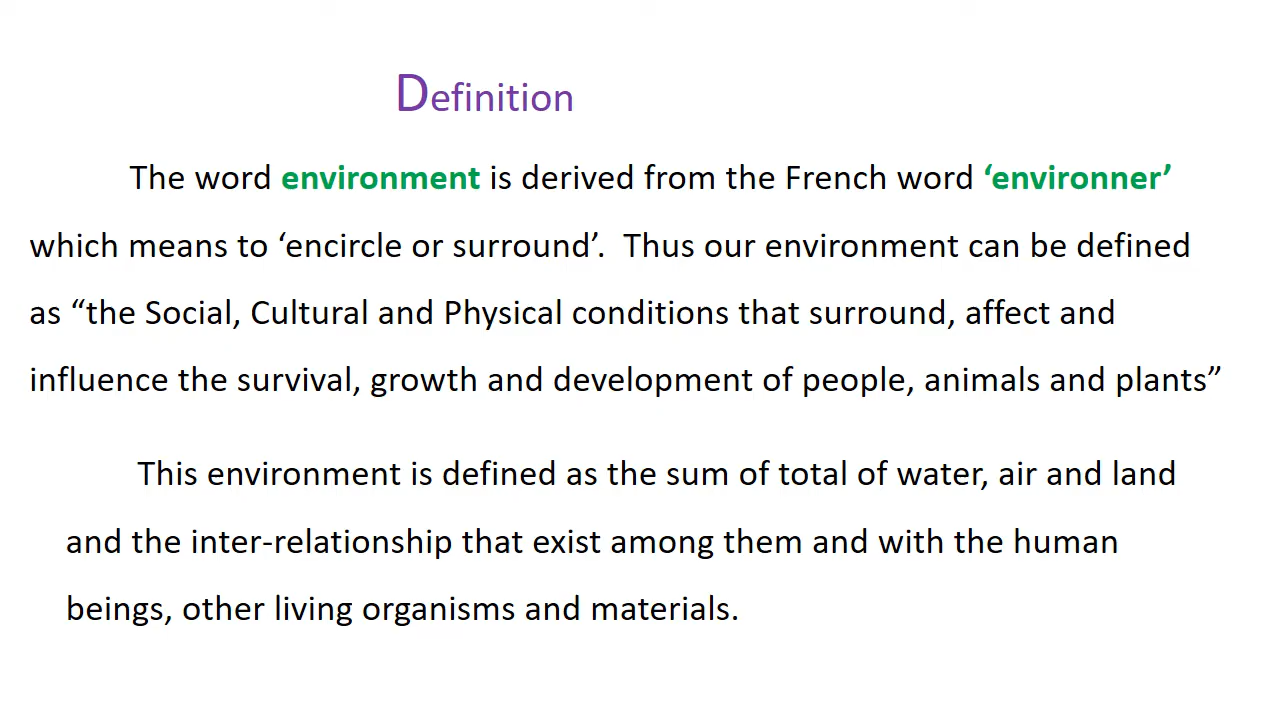 Definition
The word environment is derived from the French word ‘environner’
which means to ‘encircle or surround’. Thus our environment can be defined
as “the Social, Cultural and Physical conditions that surround, affect and
influence the survival, growth and development of people, animals and plants”
This environment is defined as the sum of total of water, air and land
and the inter-relationship that exist among them and with the human
beings, other living organisms and materials.